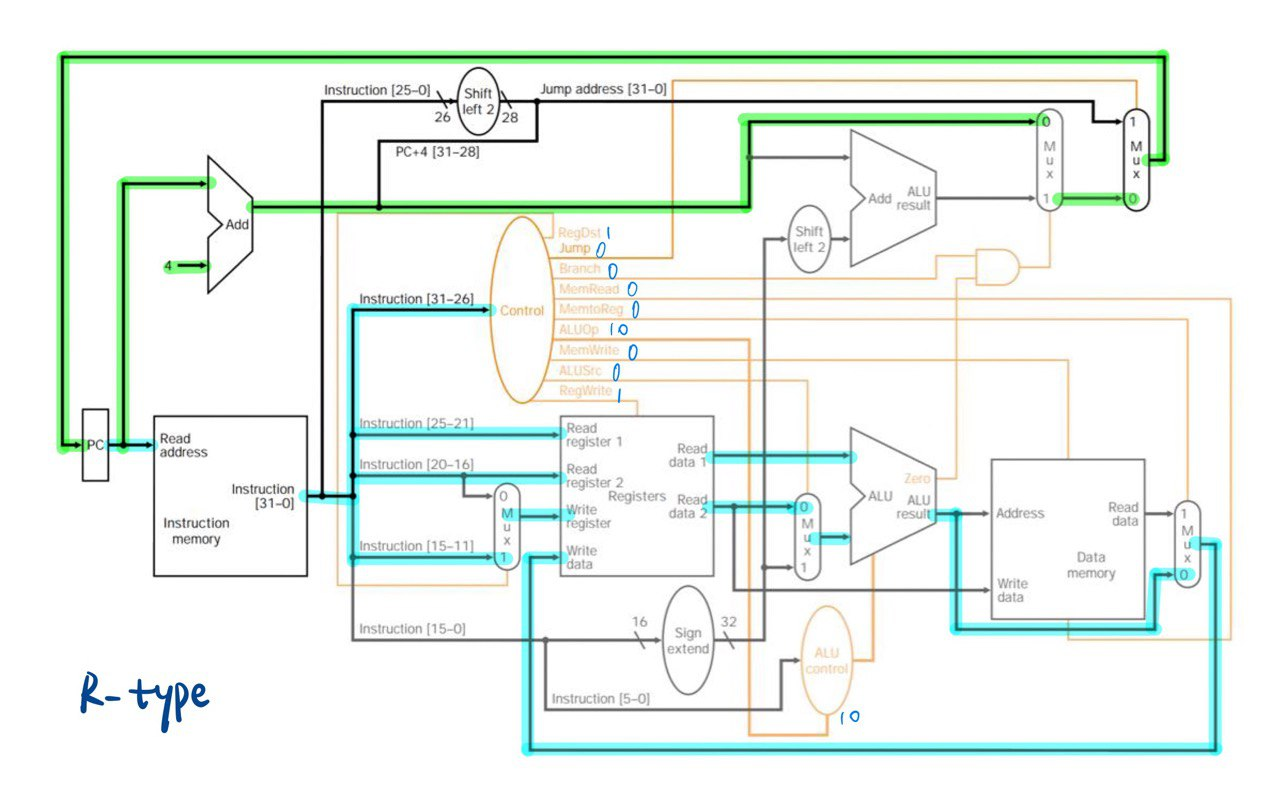 Instruction [25–0]
Shift
left 2
Jump address [31–0]
26
28
PC+4 [31–28]
0
M
u
x
1
1
M
u
x
0
Add
ALU
result
Add
4
Shift
left 2
RegDst 1
Jump 0
Branch 0
MemRead 0
MemtoReg 0
ALUOp 10
MemWrite 0
ALUSrc 0
RegWrite 1
Control
Instruction [31–26]
PC
Read
address
Instruction
[31–0]
Instruction
memory
Instruction [25–21]
Instruction [20–16]
Instruction [15–11]
0
M
u
x
1
Read
register 1
Read
register 2
Write
register
Write
data
Registers
Read
data 1
Read
data 2
0
M
u
x
1
Zero
ALU
ALU
result
Address
Write
data
Read
data
Data
memory
1
M
u
x
0
Instruction [15–0]
16
Sign
extend
32
ALU
control
Instruction [5–0]
10
R-type